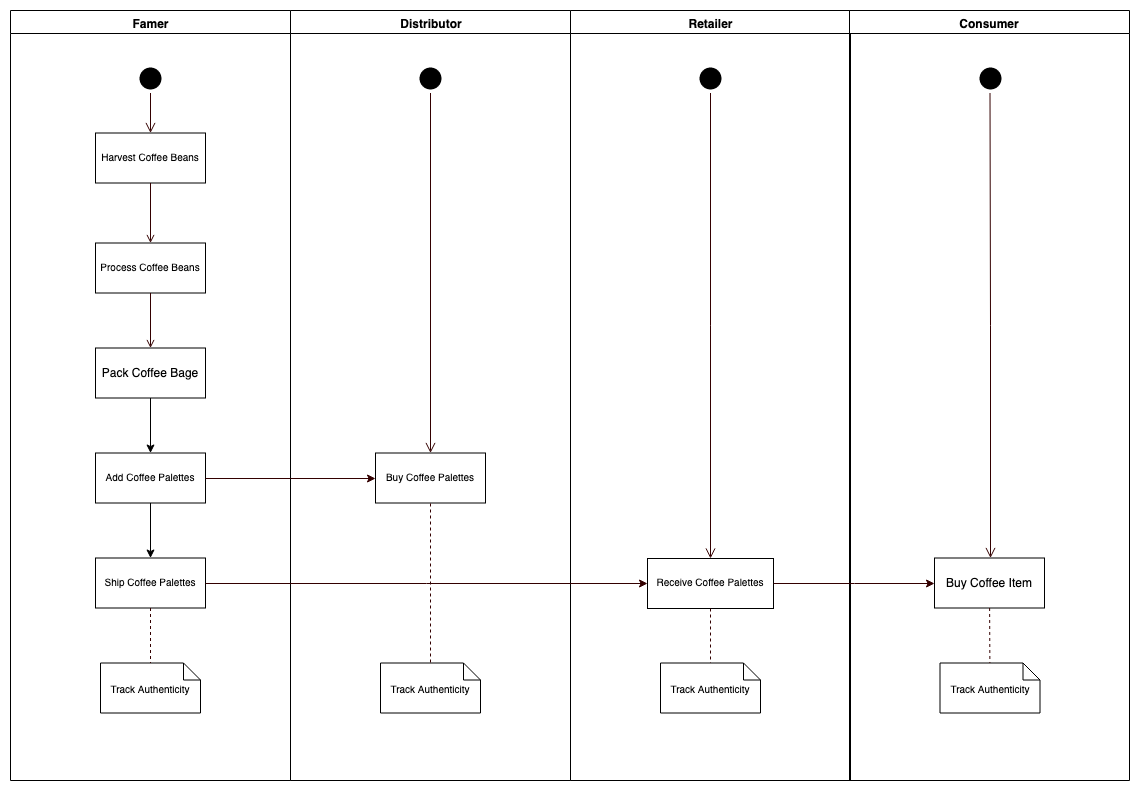 Famer
Distributor
Retailer
Consumer
Harvest Coffee Beans
Process Coffee Beans
Pack Coffee Bage
Add Coffee Palettes
Buy Coffee Palettes
Ship Coffee Palettes
Receive Coffee Palettes
Buy Coffee Item
Track Authenticity
Track Authenticity
Track Authenticity
Track Authenticity